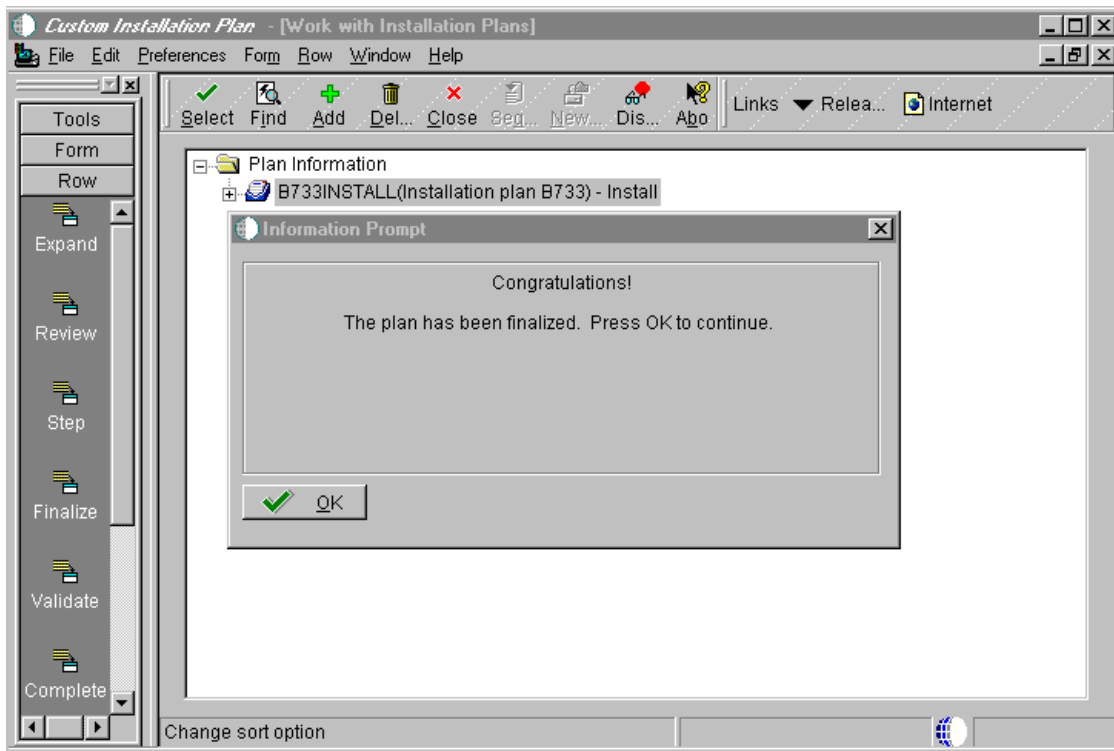 Custom Installation Plan - [Work with Installation Plans]
File Edit Preferences Form Row Window Help
Tools
Form
Row
Expand
Review
Step
Finalize
Validate
Complete
Select Find Add Del... Close Seq... New... Dis... Abo Links Relea... Internet
Plan Information
B733INSTALL(Installation plan B733) - Install
Information Prompt
Congratulations!
The plan has been finalized. Press OK to continue.
OK
Change sort option